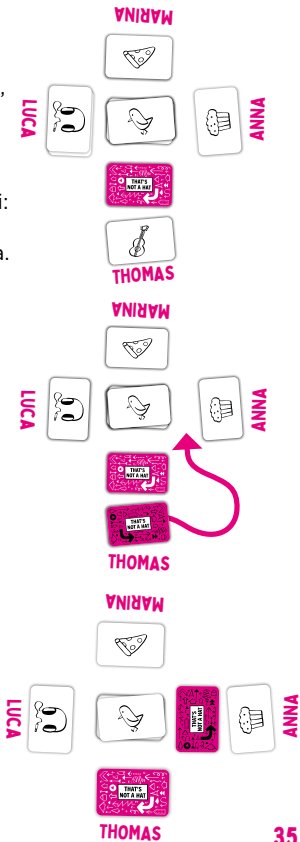 MARINA
,
LUCA
ANNA
THAT'S
NOT A HAT
i:
a.
THOMAS
MARINA
LUCA
ANNA
THAT'S
NOT A HAT
THAT'S
NOT A HAT
THOMAS
MARINA
LUCA
THAT'S
NOT A HAT
ANNA
THAT'S
NOT A HAT
THOMAS
35